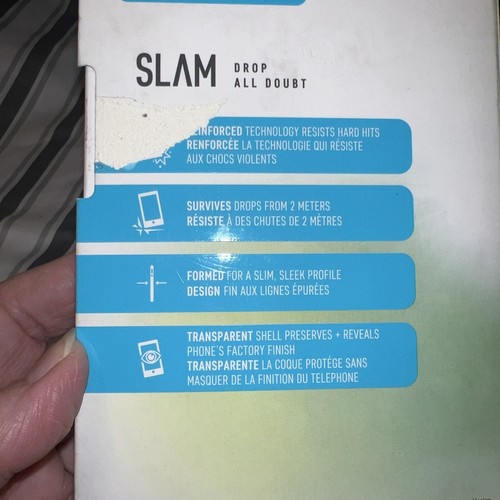 SLAM DROP
ALL DOUBT
REINFORCED TECHNOLOGY RESISTS HARD HITS
RENFORCÉE LA TECHNOLOGIE QUI RÉSISTE
AUX CHOCS VIOLENTS
SURVIVES DROPS FROM 2 METERS
RÉSISTE À DES CHUTES DE 2 MÈTRES
FORMED FOR A SLIM, SLEEK PROFILE
DESIGN FIN AUX LIGNES ÉPURÉES
TRANSPARENT SHELL PRESERVES + REVEALS
PHONE'S FACTORY FINISH
TRANSPARENTE LA COQUE PROTÉGE SANS
MASQUER DE LA FINITION DU TELEPHONE